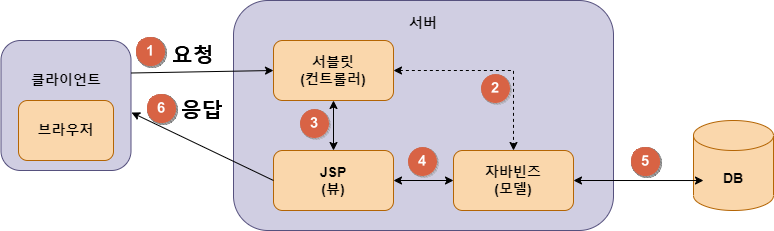 서버
클라이언트
브라우저
1 요청
서블릿
(컨트롤러)
2
6 응답
3
JSP
(뷰)
4
자바빈즈
(모델)
5
DB